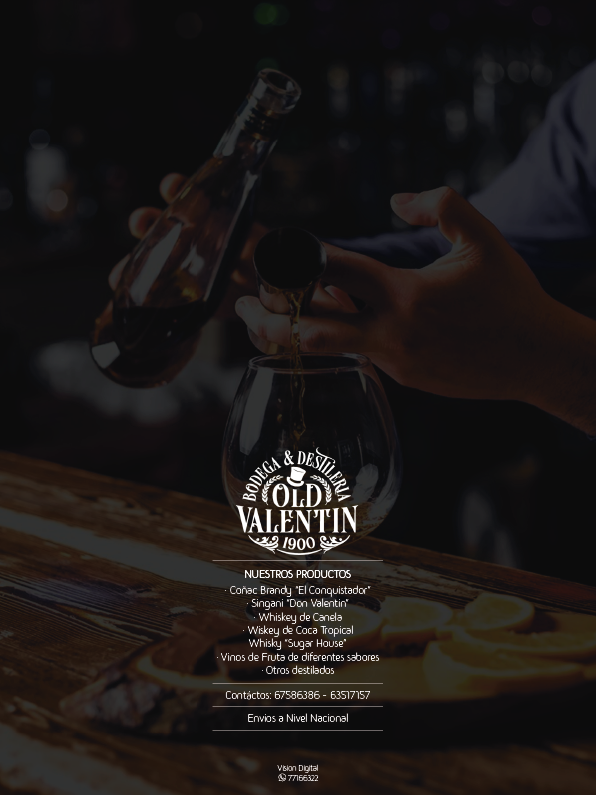 BODEGA & DESTILERIA
OLD
VALENTIN
1900
NUESTROS PRODUCTOS
· Coñac Brandy "El Conquistador"
· Singani "Don Valentin"
· Whiskey de Canela
· Wiskey de Coca Tropical
Whisky "Sugar House"
· Vinos de Fruta de diferentes sabores
· Otros destilados
Contáctos: 67586386 - 63517157
Envios a Nivel Nacional
Vision Digital
77166322